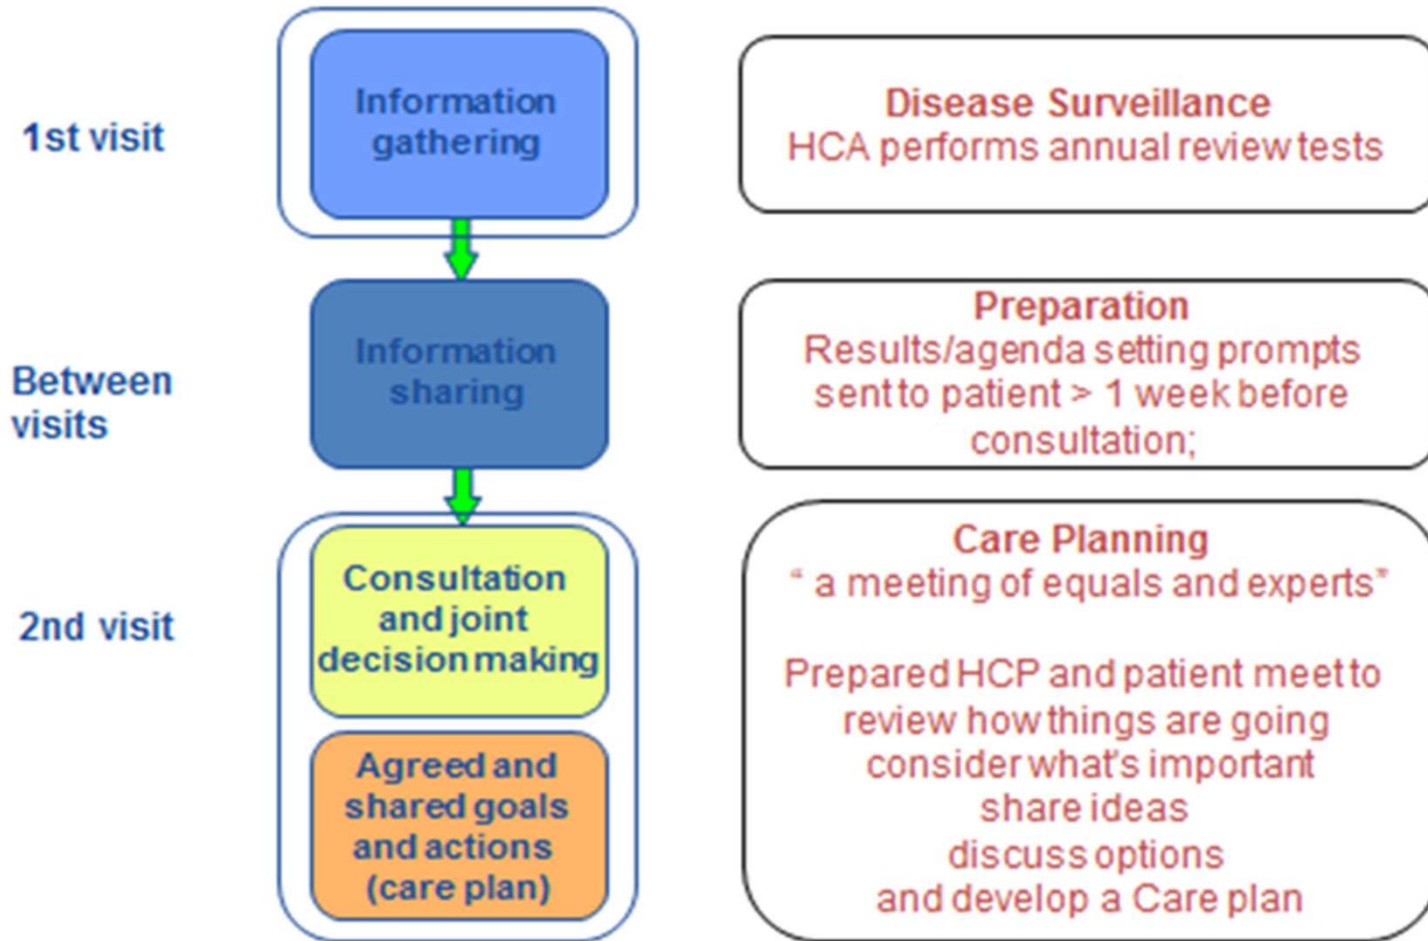 1st visit
Information
gathering
Disease Surveillance
HCA performs annual review tests
Between
visits
Information
sharing
Preparation
Results/agenda setting prompts
sent to patient > 1 week before
consultation;
2nd visit
Consultation
and joint
decision making
Agreed and
shared goals
and actions
(care plan)
Care Planning
“ a meeting of equals and experts”
Prepared HCP and patient meet to
review how things are going
consider what's important
share ideas
discuss options
and develop a Care plan